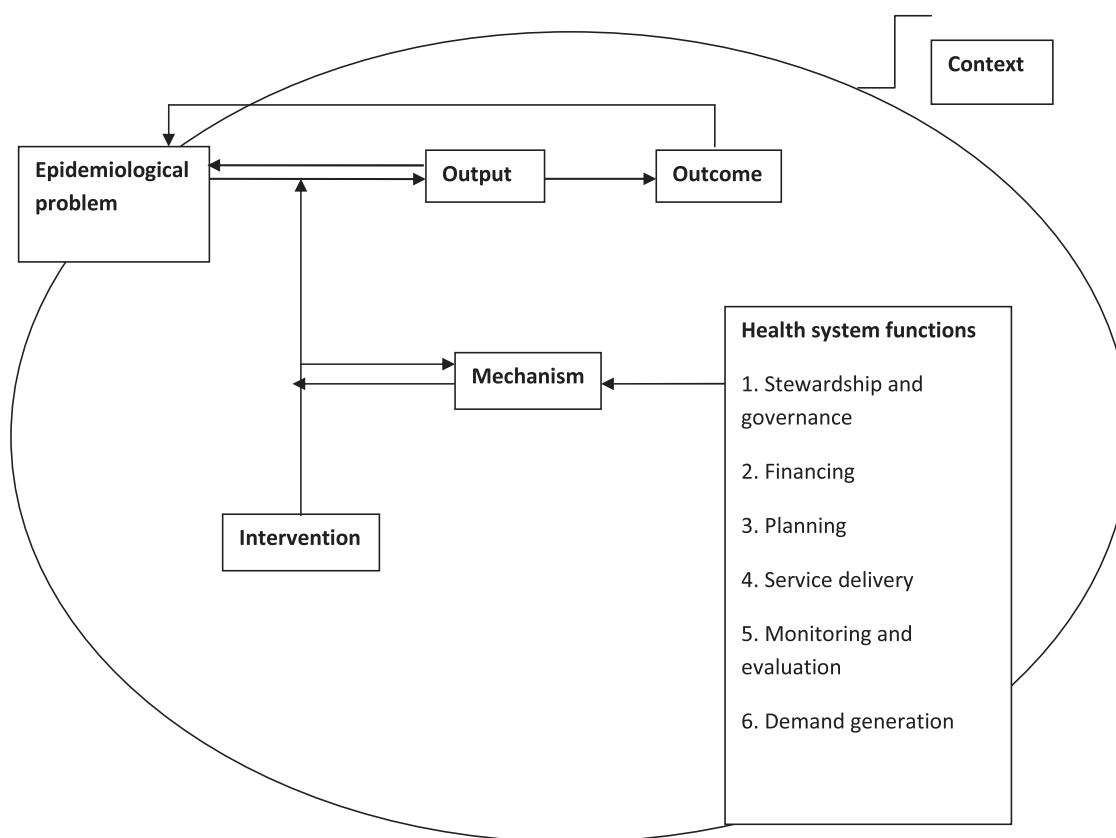 Context
Epidemiological
problem
Output
Outcome
Health system functions
1. Stewardship and
governance
2. Financing
3. Planning
4. Service delivery
5. Monitoring and
evaluation
6. Demand generation
Mechanism
Intervention